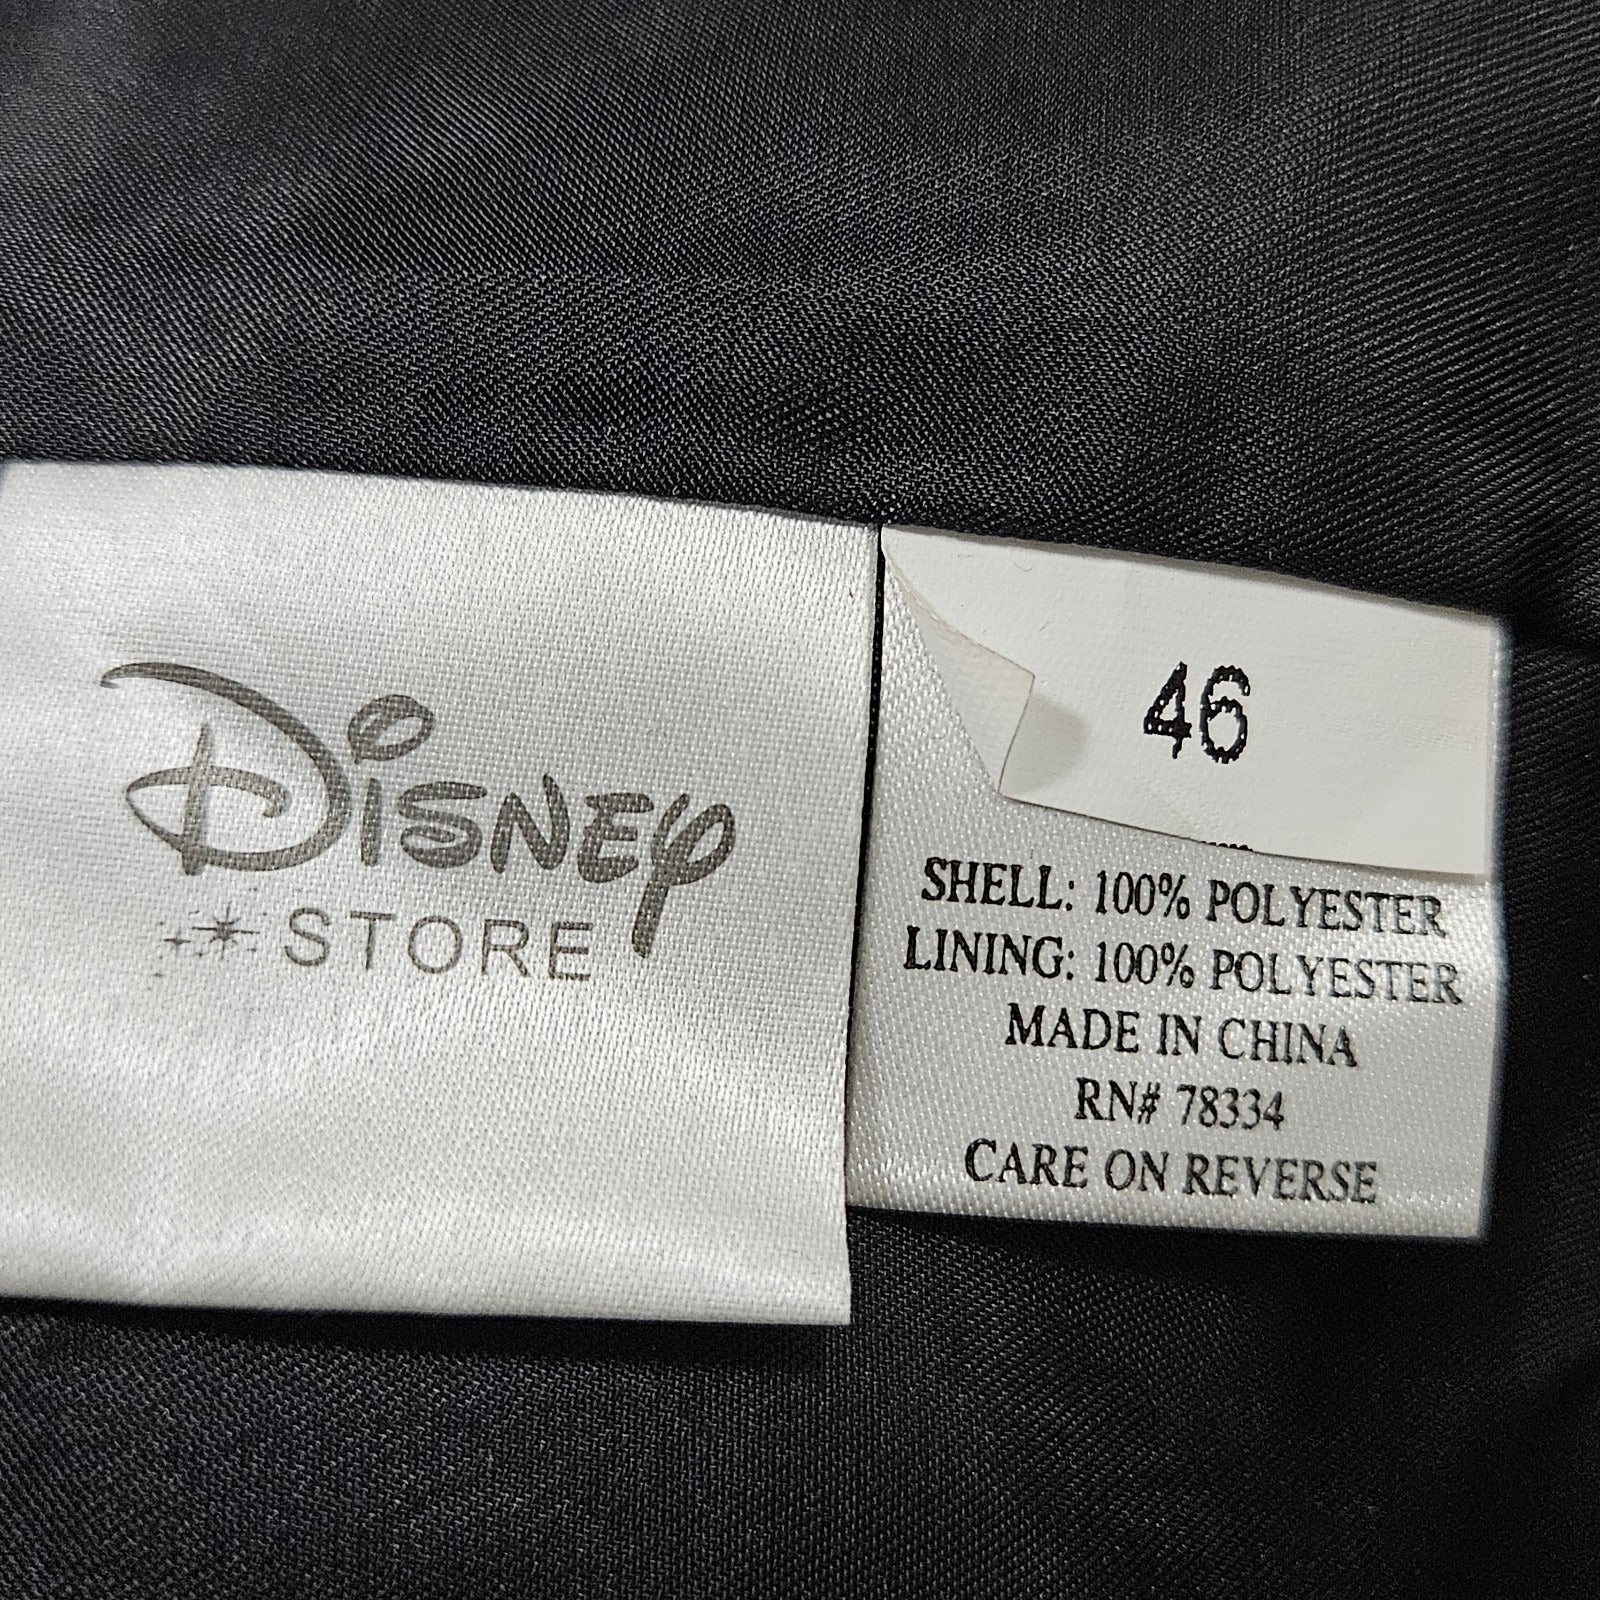 Disney
STORE
46
SHELL: 100% POLYESTER
LINING: 100% POLYESTER
MADE IN CHINA
RN# 78334
CARE ON REVERSE